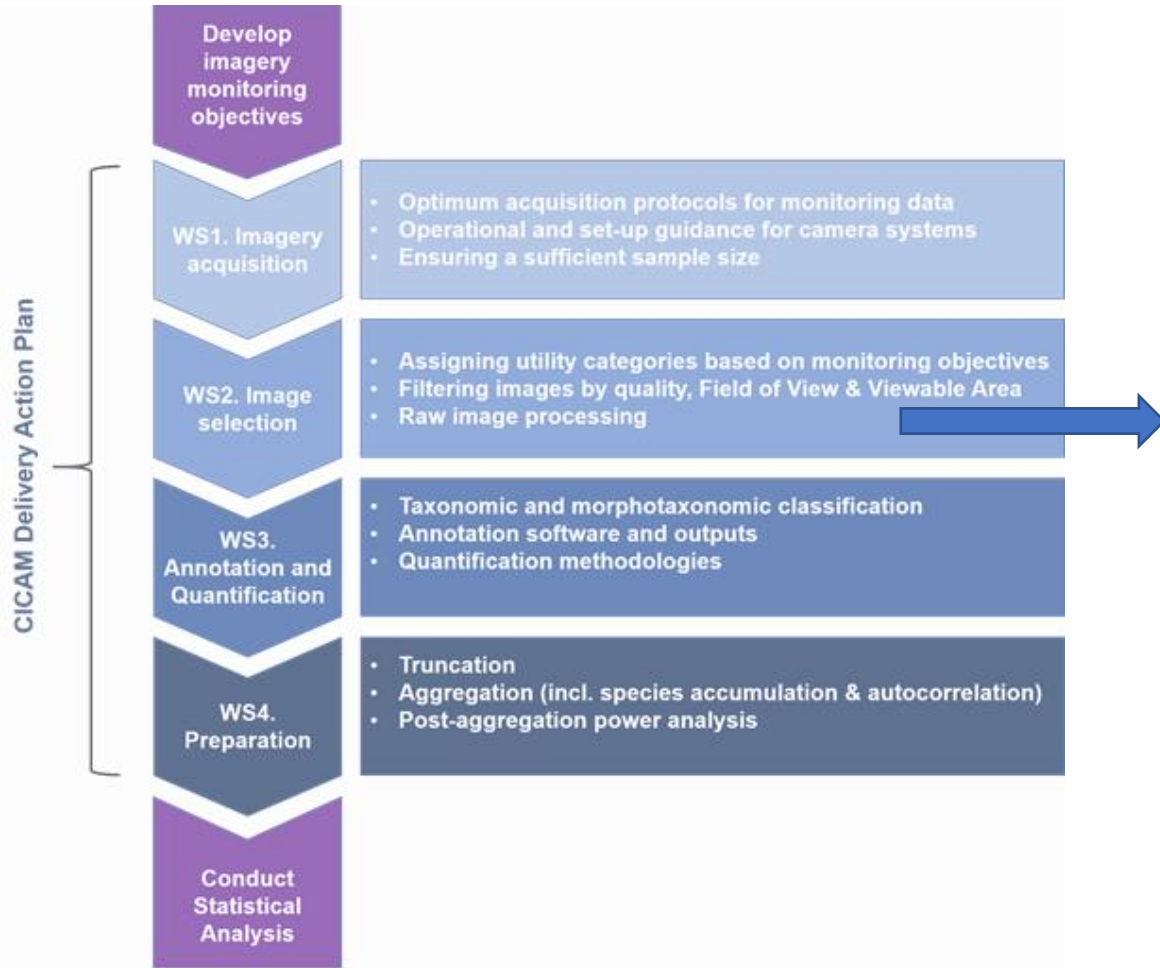 Develop
imagery
monitoring
objectives
CICAM Delivery Action Plan
WS1. Imagery
acquisition
• Optimum acquisition protocols for monitoring data
• Operational and set-up guidance for camera systems
• Ensuring a sufficient sample size
WS2. Image
selection
• Assigning utility categories based on monitoring objectives
• Filtering images by quality, Field of View & Viewable Area
• Raw image processing
WS3.
Annotation and
Quantification
• Taxonomic and morphotaxonomic classification
• Annotation software and outputs
• Quantification methodologies
WS4.
Preparation
• Truncation
• Aggregation (incl. species accumulation & autocorrelation)
• Post-aggregation power analysis
Conduct
Statistical
Analysis